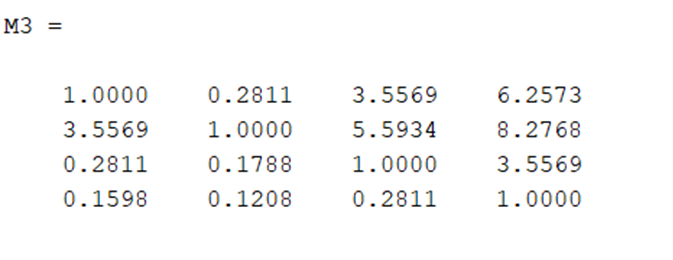 M3 =
1.0000 0.2811 3.5569 6.2573
3.5569 1.0000 5.5934 8.2768
0.2811 0.1788 1.0000 3.5569
0.1598 0.1208 0.2811 1.0000